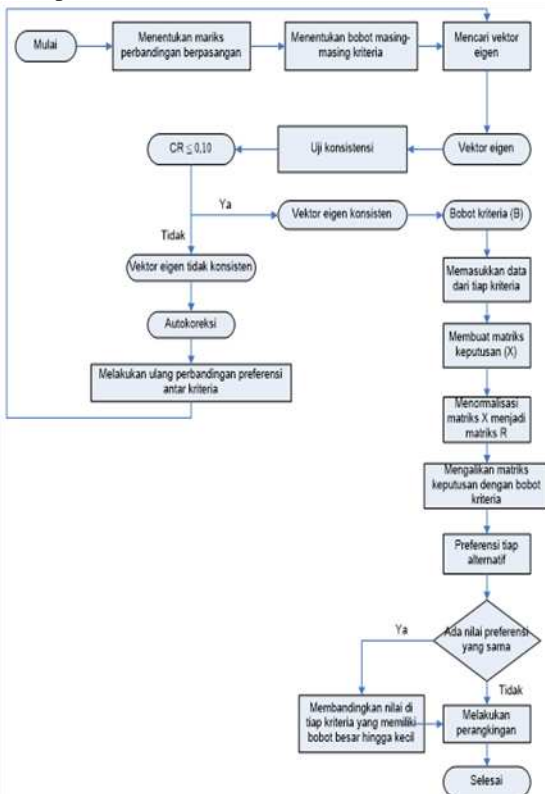 Mulai
Menentukan mariks
perbandingan berpasangan
Menentukan bobot masing-
masing kriteria
Mencari vektor
eigen
CR ≤ 0,10
Uji konsistensi
Vektor eigen
Ya
Vektor eigen konsisten
Bobot kriteria (B)
Tidak
Vektor eigen tidak konsisten
Memasukkan data
dari tiap kriteria
Autokoreksi
Membuat matriks
keputusan (X)
Melakukan ulang perbandingan preferensi
antar kriteria
Menormalisasi
matriks X menjadi
matriks R
Mengalikan matriks
keputusan dengan bobot
kriteria
Preferensi tiap
alternatif
Ya
Ada nilai preferensi
yang sama
Tidak
Membandingkan nilai di
tiap kriteria yang memiliki
bobot besar hingga kecil
Melakukan
perangkingan
Selesai